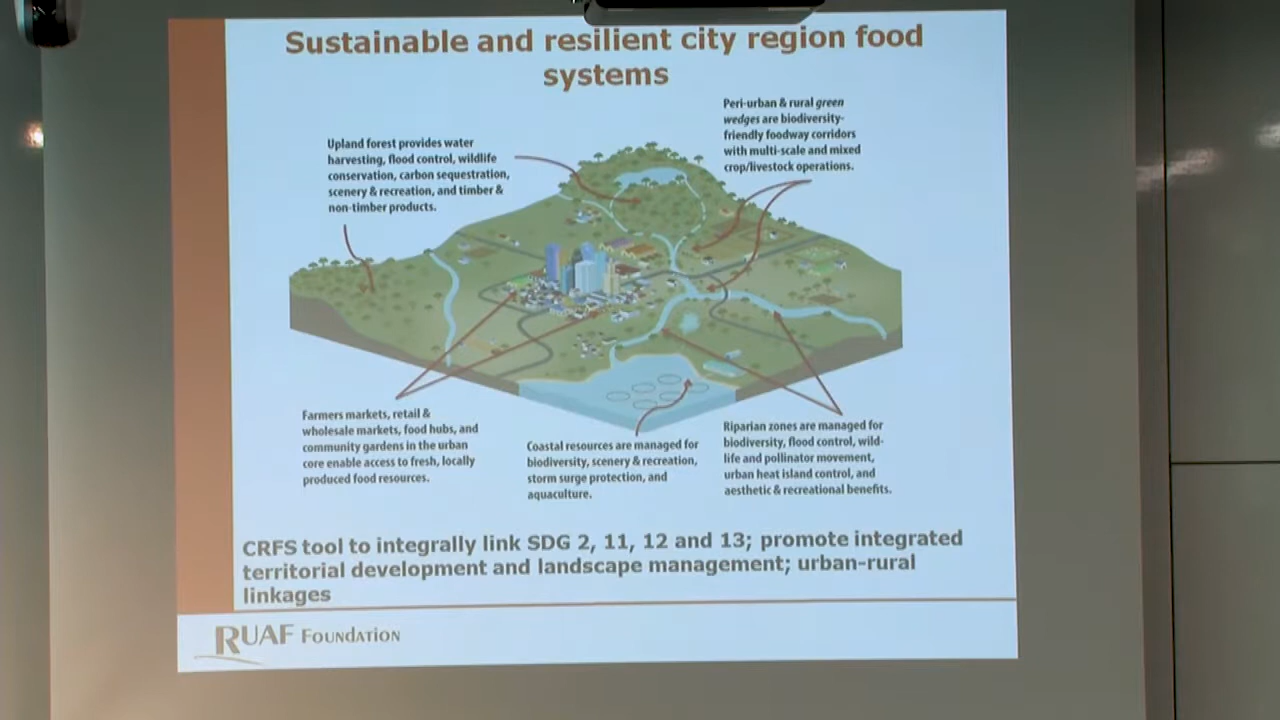 Sustainable and resilient city region food
systems
Upland forest provides water
harvesting, flood control, wildlife
conservation, carbon sequestration,
scenery & recreation, and timber &
non-timber products.
Peri-urban & rural green
wedges are biodiversity-
friendly foodway corridors
with multi-scale and mixed
crop/livestock operations.
Farmers markets, retail &
wholesale markets, food hubs, and
community gardens in the urban
core enable access to fresh, locally
produced food resources.
Coastal resources are managed for
biodiversity, scenery & recreation,
storm surge protection, and
aquaculture.
Riparian zones are managed for
biodiversity, flood control, wild-
life and pollinator movement,
urban heat island control, and
aesthetic & recreational benefits.
CRFS tool to integrally link SDG 2, 11, 12 and 13; promote integrated
territorial development and landscape management; urban-rural
linkages
RUAF FOUNDATION